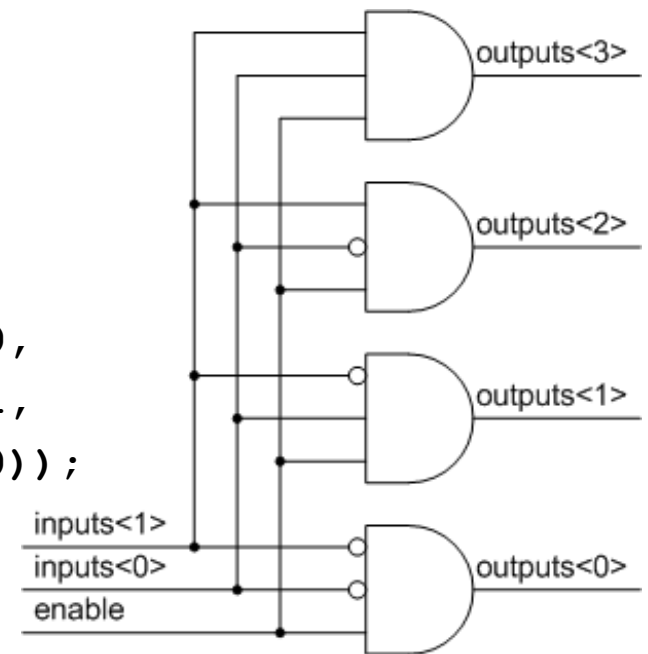 outputs<3>
outputs<2>
,
,
));
outputs<1>
inputs<1>
inputs<0>
outputs<0>
enable